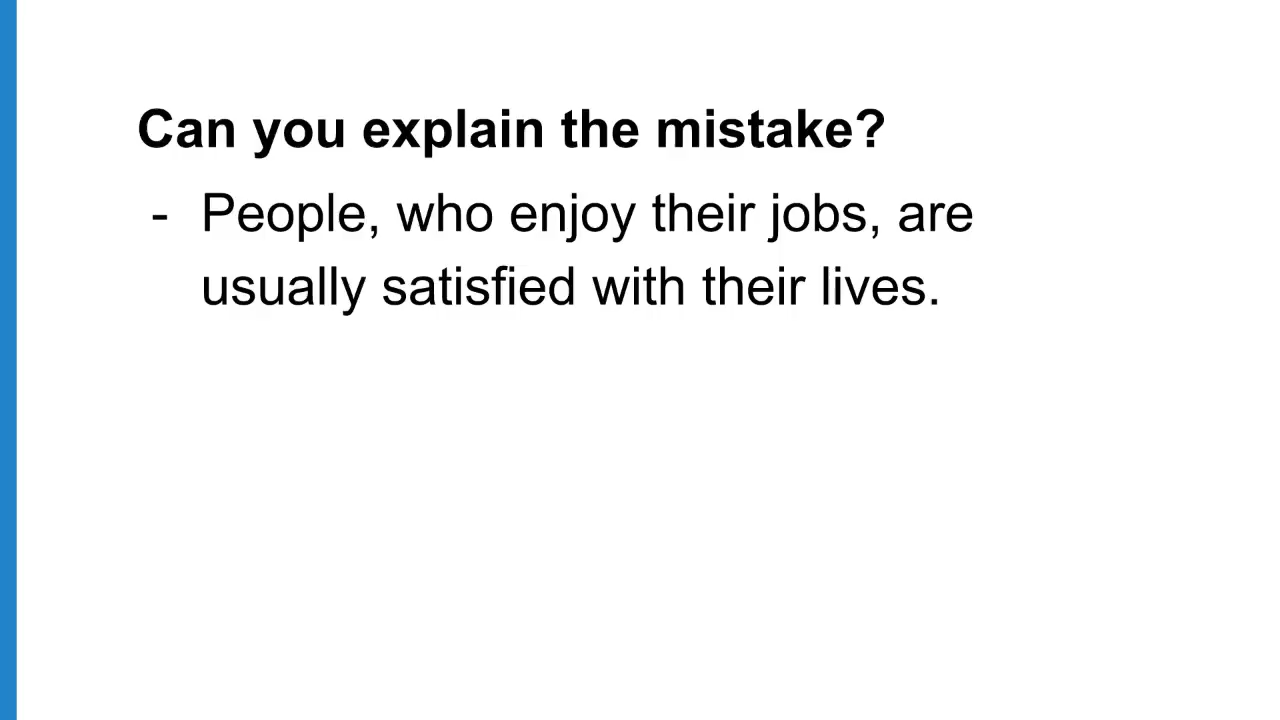 Can you explain the mistake?
- People, who enjoy their jobs, are
usually satisfied with their lives.